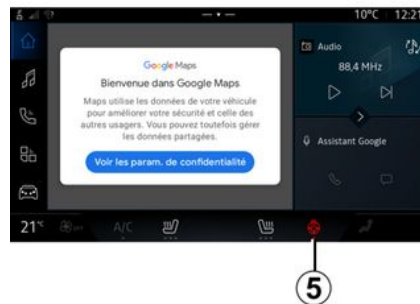 10°C 12:21
Google Maps
Bienvenue dans Google Maps
Maps utilise les données de votre véhicule
pour améliorer votre sécurité et celle des
autres usagers. Vous pouvez toutefois gérer
les données partagées.
Voir les param. de confidentialité
Audio
88,4 MHz
Assistant Google
21°
OFF
A/C
5